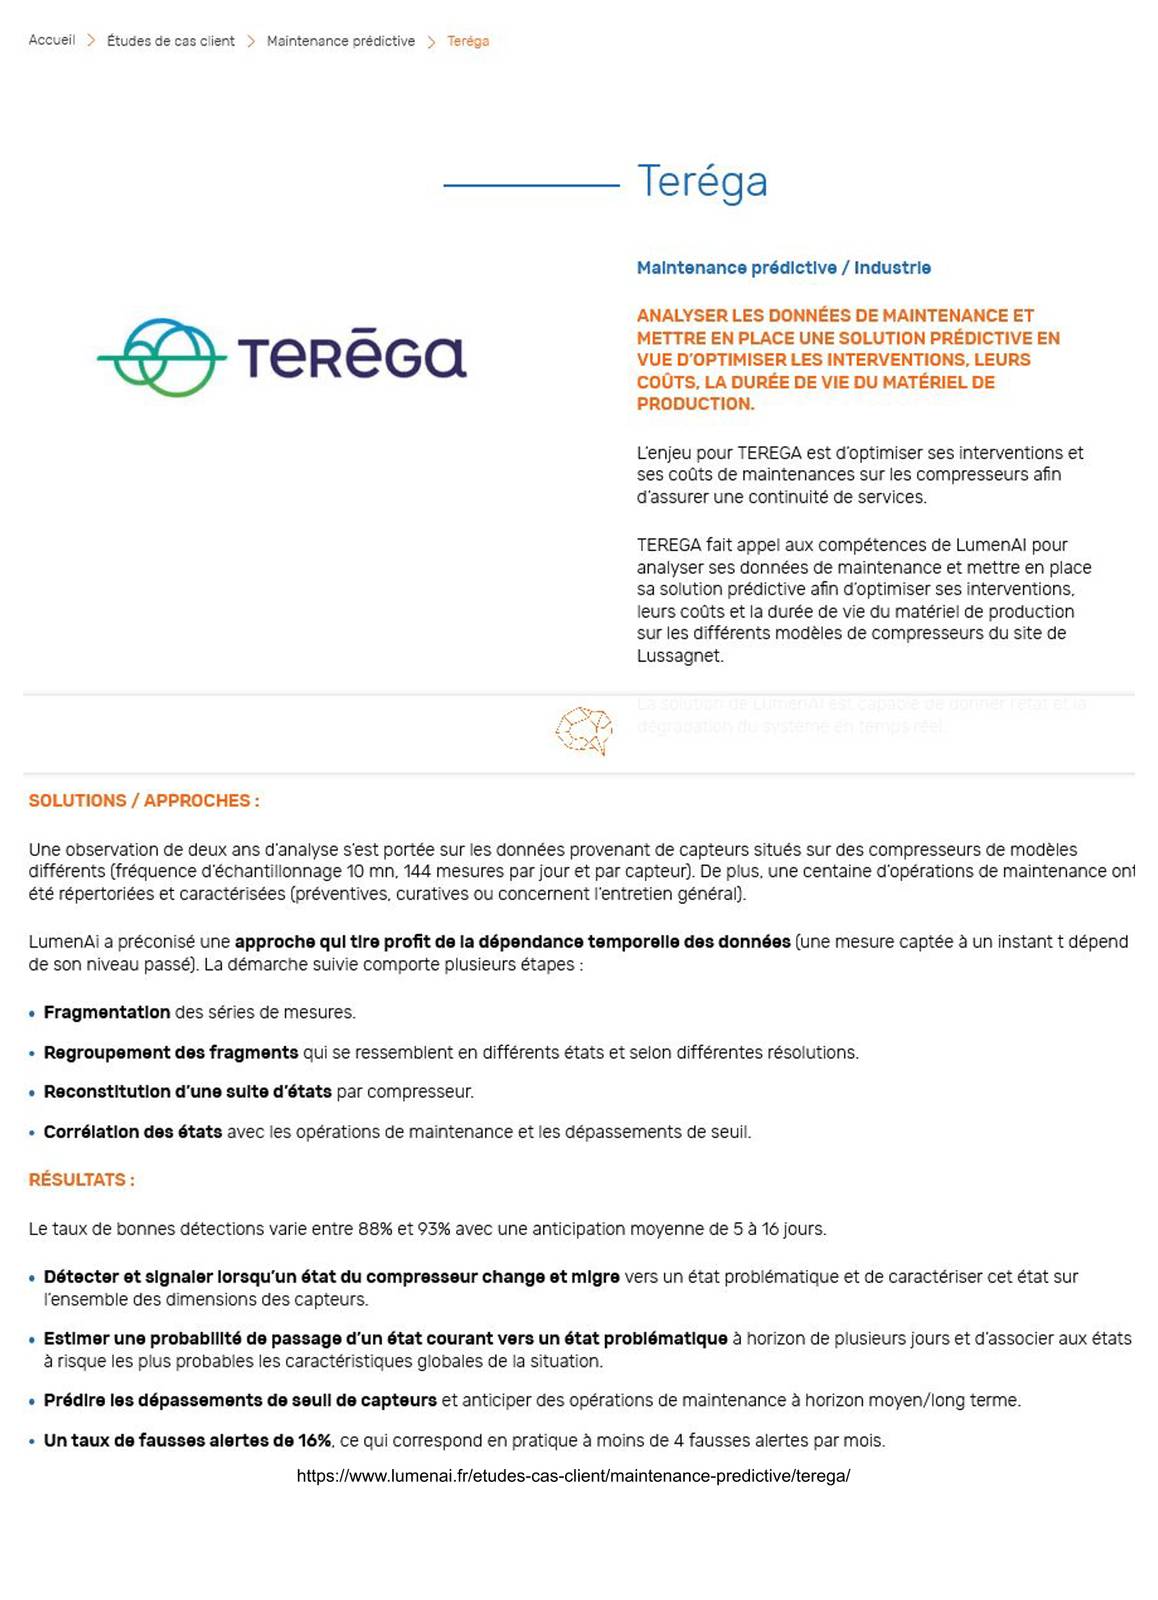 Accueil > Études de cas client > Maintenance prédictive > Teréga
Teréga
Maintenance prédictive / Industrie
TERĒGA
ANALYSER LES DONNÉES DE MAINTENANCE ET
METTRE EN PLACE UNE SOLUTION PRÉDICTIVE EN
VUE D'OPTIMISER LES INTERVENTIONS, LEURS
COÛTS, LA DURÉE DE VIE DU MATÉRIEL DE
PRODUCTION.
L'enjeu pour TEREGA est d'optimiser ses interventions et
ses coûts de maintenances sur les compresseurs afin
d'assurer une continuité de services.
TEREGA fait appel aux compétences de LumenAI pour
analyser ses données de maintenance et mettre en place
sa solution prédictive afin d'optimiser ses interventions,
leurs coûts et la durée de vie du matériel de production
sur les différents modèles de compresseurs du site de
Lussagnet.
La solution de LumenAI est capable de donner l'état et la
dégradation du système en temps réel.
SOLUTIONS / APPROCHES :
Une observation de deux ans d'analyse s'est portée sur les données provenant de capteurs situés sur des compresseurs de modèles
différents (fréquence d'échantillonnage 10 mn, 144 mesures par jour et par capteur). De plus, une centaine d'opérations de maintenance ont
été répertoriées et caractérisées (préventives, curatives ou concernent l'entretien général).
LumenAi a préconisé une approche qui tire profit de la dépendance temporelle des données (une mesure captée à un instant t dépend
de son niveau passé). La démarche suivie comporte plusieurs étapes :
• Fragmentation des séries de mesures.
• Regroupement des fragments qui se ressemblent en différents états et selon différentes résolutions.
• Reconstitution d'une suite d'états par compresseur.
• Corrélation des états avec les opérations de maintenance et les dépassements de seuil.
RÉSULTATS :
Le taux de bonnes détections varie entre 88% et 93% avec une anticipation moyenne de 5 à 16 jours.
• Détecter et signaler lorsqu'un état du compresseur change et migre vers un état problématique et de caractériser cet état sur
l'ensemble des dimensions des capteurs.
• Estimer une probabilité de passage d'un état courant vers un état problématique à horizon de plusieurs jours et d'associer aux états
à risque les plus probables les caractéristiques globales de la situation.
• Prédire les dépassements de seuil de capteurs et anticiper des opérations de maintenance à horizon moyen/long terme.
• Un taux de fausses alertes de 16%, ce qui correspond en pratique à moins de 4 fausses alertes par mois.
https://www.lumenai.fr/etudes-cas-client/maintenance-predictive/terega/